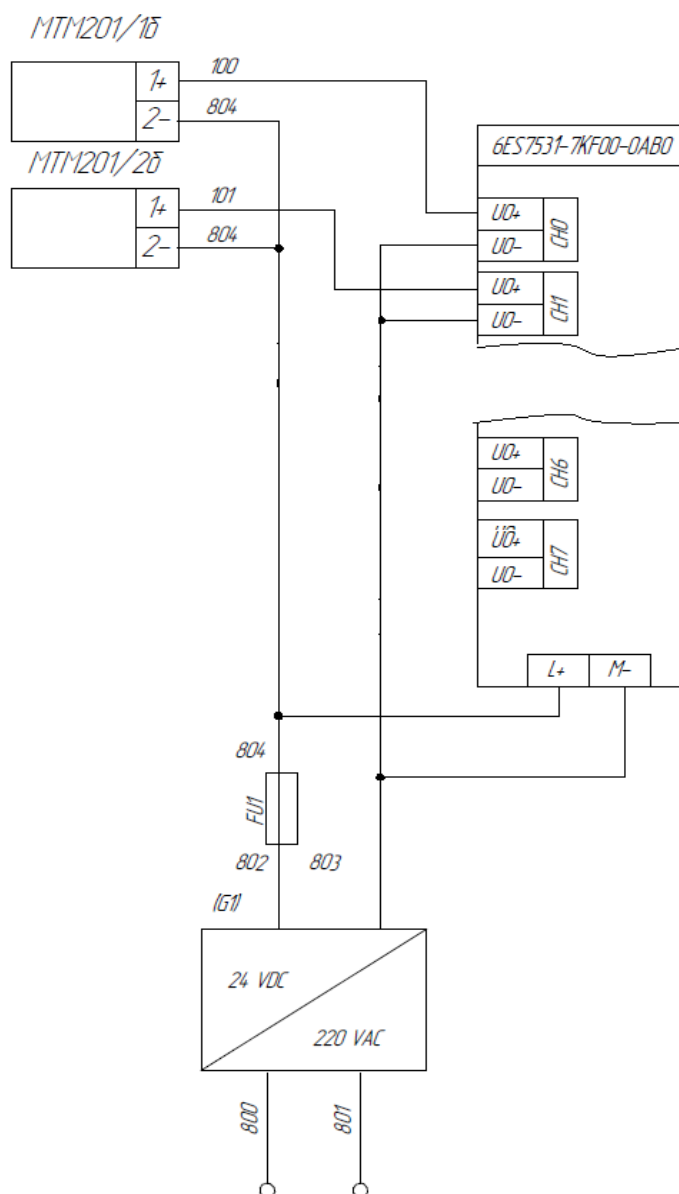 МТМ201/1б
1+
100
2-
804
МТМ201/2б
1+
101
2-
804
6ES7531-7KF00-0AB0
U0+
U0-
CH0
U0+
U0-
CH1
U0+
U0-
CH6
U0+
U0-
CH7
L+
M-
804
FU1
802
803
(G1)
24 VDC
220 VAC
800
801